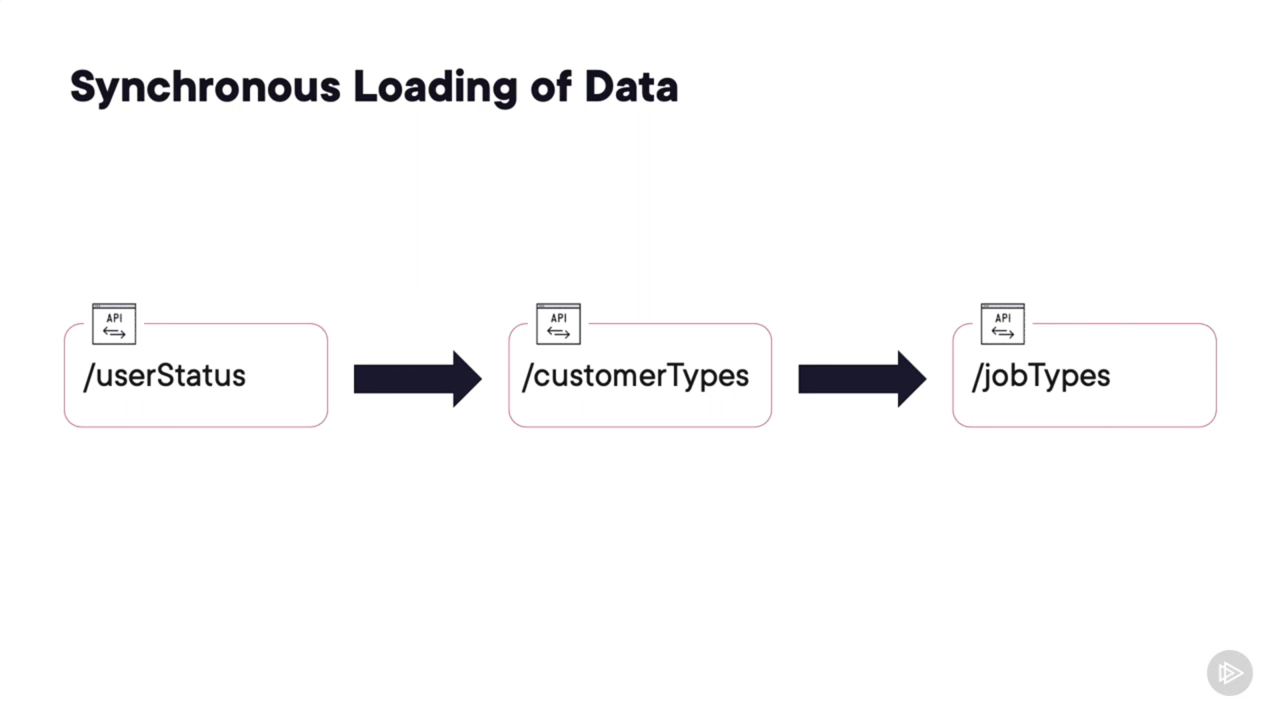 Synchronous Loading of Data
API
/userStatus
API
/customerTypes
API
/jobTypes